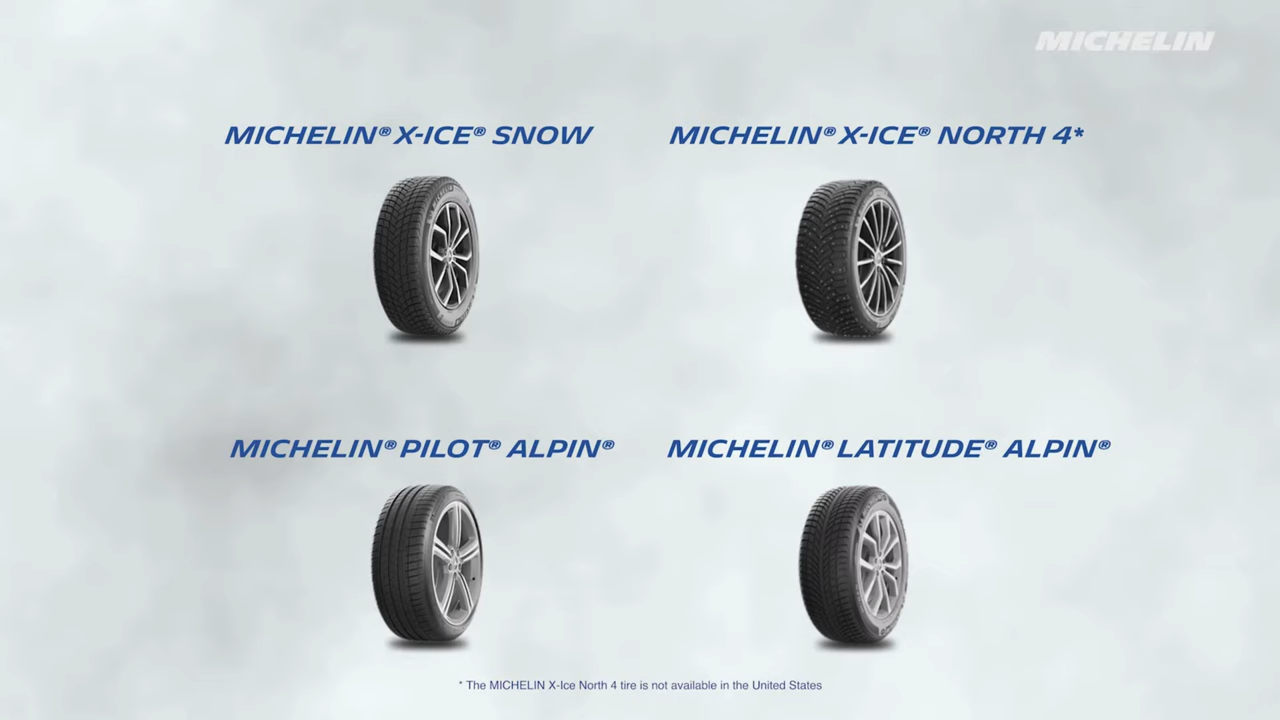 MICHELIN
MICHELIN® X-ICE® SNOW
MICHELIN® X-ICE® NORTH 4*
MICHELIN® PILOT® ALPIN®
MICHELIN® LATITUDE® ALPIN®
* The MICHELIN X-Ice North 4 tire is not available in the United States